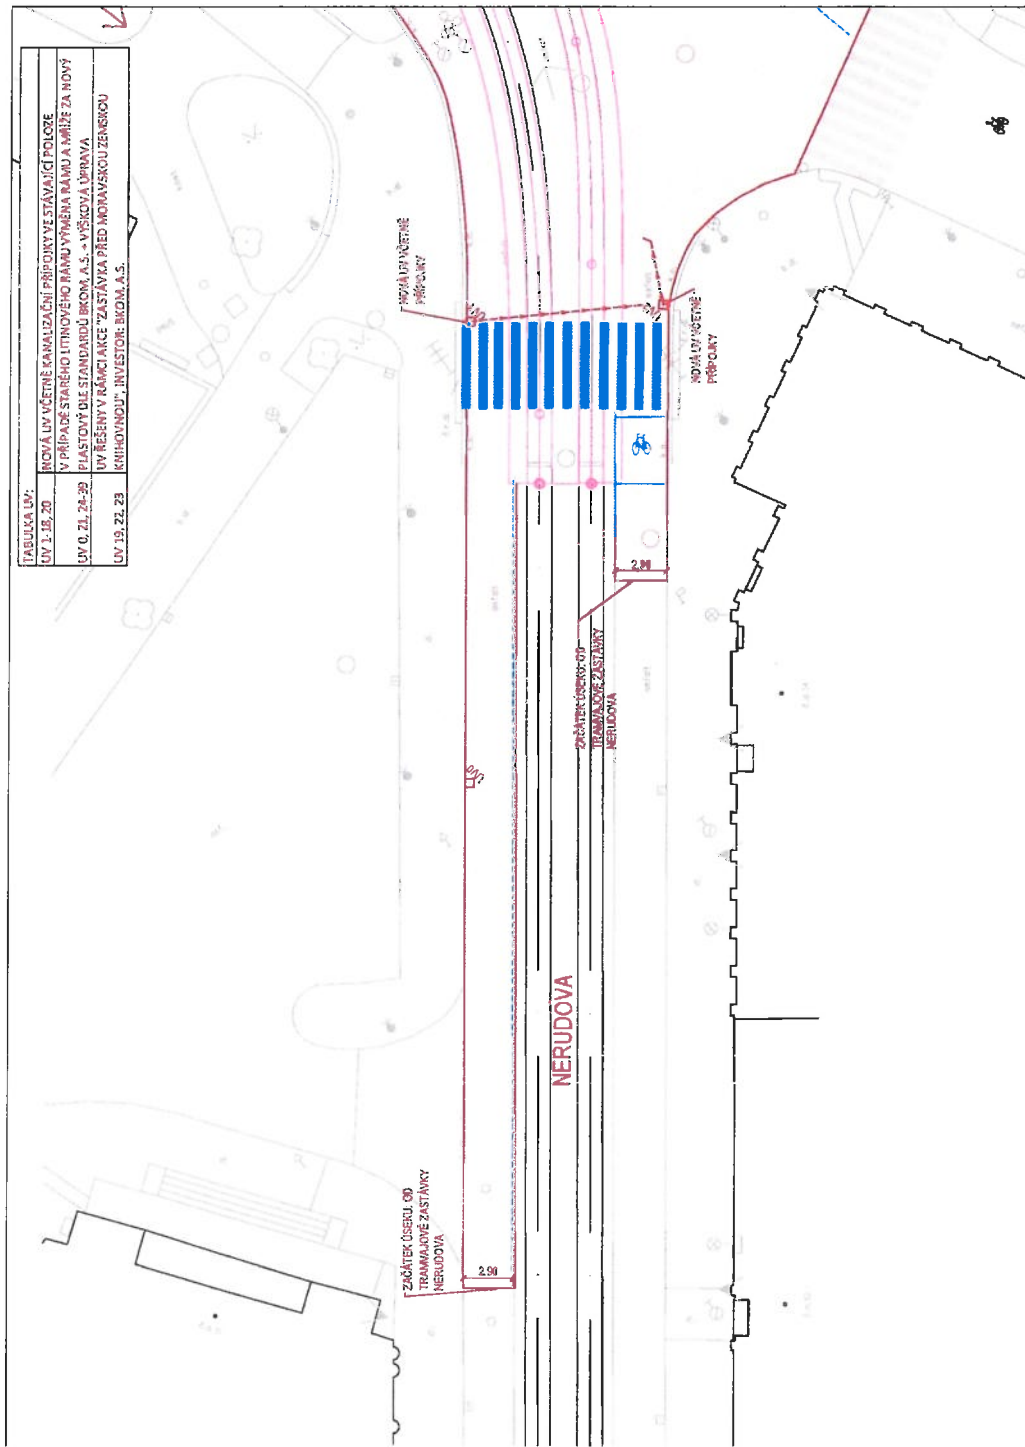 TABULKA UV:
UV 1-18, 20 NOVÁ UV VČETNĚ KANALIZAČNÍ PŘÍPOJKY VE STÁVAJÍCÍ POLOZE
V PŘÍPADĚ STARÉHO LITINOVÉHO RÁMU VÝMĚNA RÁMU A MŘÍŽE ZA NOVÝ
UV 0, 21, 24-29 PLASTOVÝ DLE STANDARDŮ BKOM, A.S. + VÝŠKOVÁ ÚPRAVA
UV ŘEŠENY V RÁMCI AKCE "ZASTÁVKA PŘED MORAVSKOU ZEMSKOU
UV 19, 22, 23 KNIHOVNOU", INVESTOR: BKOM, A.S.
NOVÁ UV VČETNĚ
PŘÍPOJKY
NOVÁ UV VČETNĚ
PŘÍPOJKY
ZAČÁTEK ÚSEKU: OD
TRAMVAJOVÉ ZASTÁVKY
NERUDOVA
NERUDOVA
ZAČÁTEK ÚSEKU: OD
TRAMVAJOVÉ ZASTÁVKY
NERUDOVA
2.90